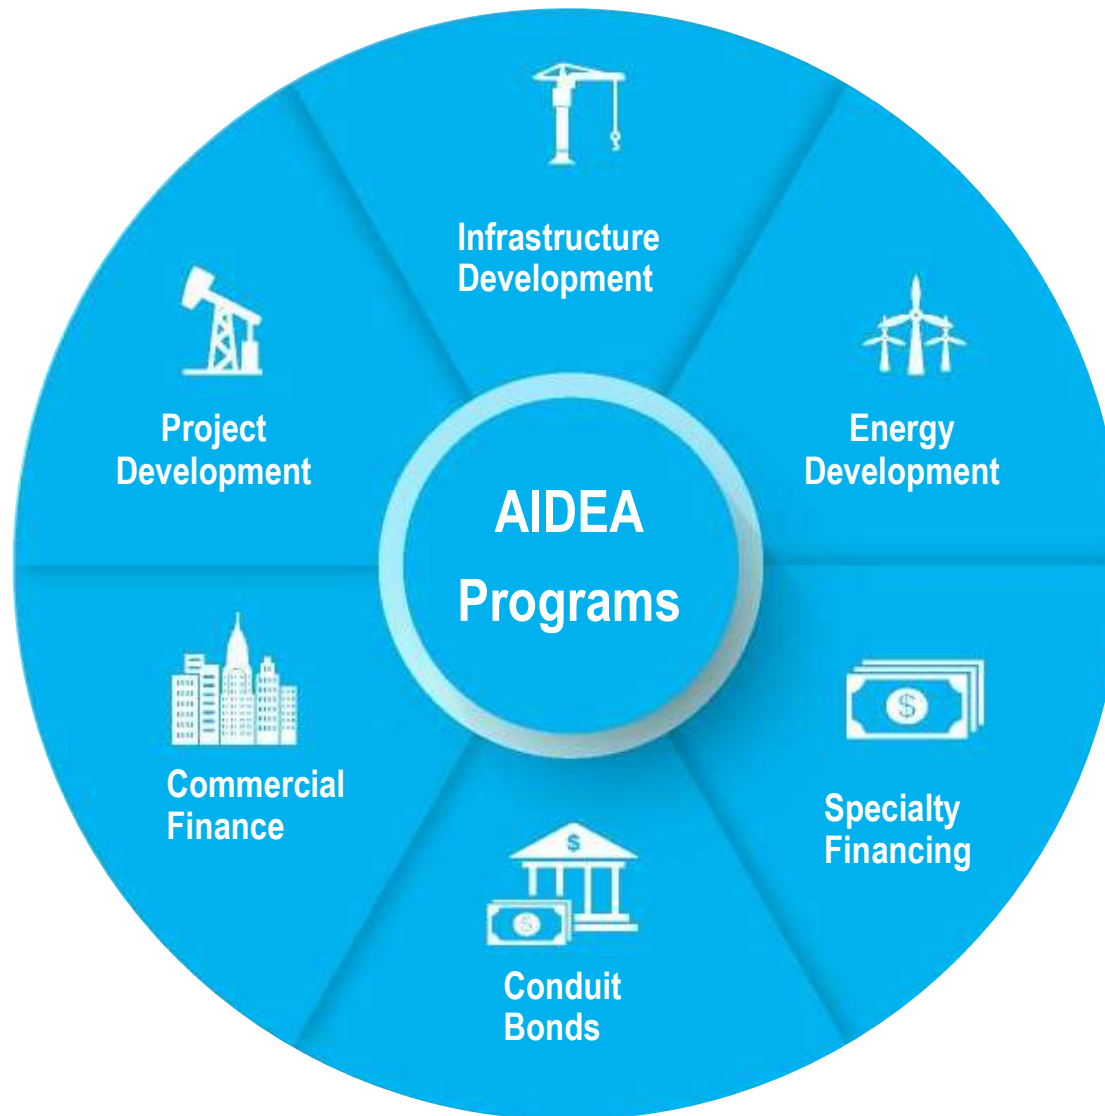 Infrastructure
Development
Project
Development
Energy
Development
AIDEA
Programs
$
Commercial
Finance
Specialty
Financing
$
$
Conduit
Bonds